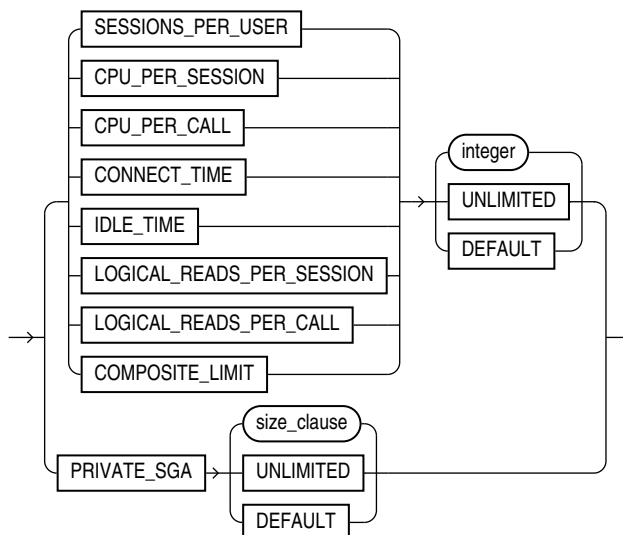 SESSIONS_PER_USER
CPU_PER_SESSION
CPU_PER_CALL
CONNECT_TIME
IDLE_TIME
LOGICAL_READS_PER_SESSION
LOGICAL_READS_PER_CALL
COMPOSITE_LIMIT
integer
UNLIMITED
DEFAULT
PRIVATE_SGA
size_clause
UNLIMITED
DEFAULT